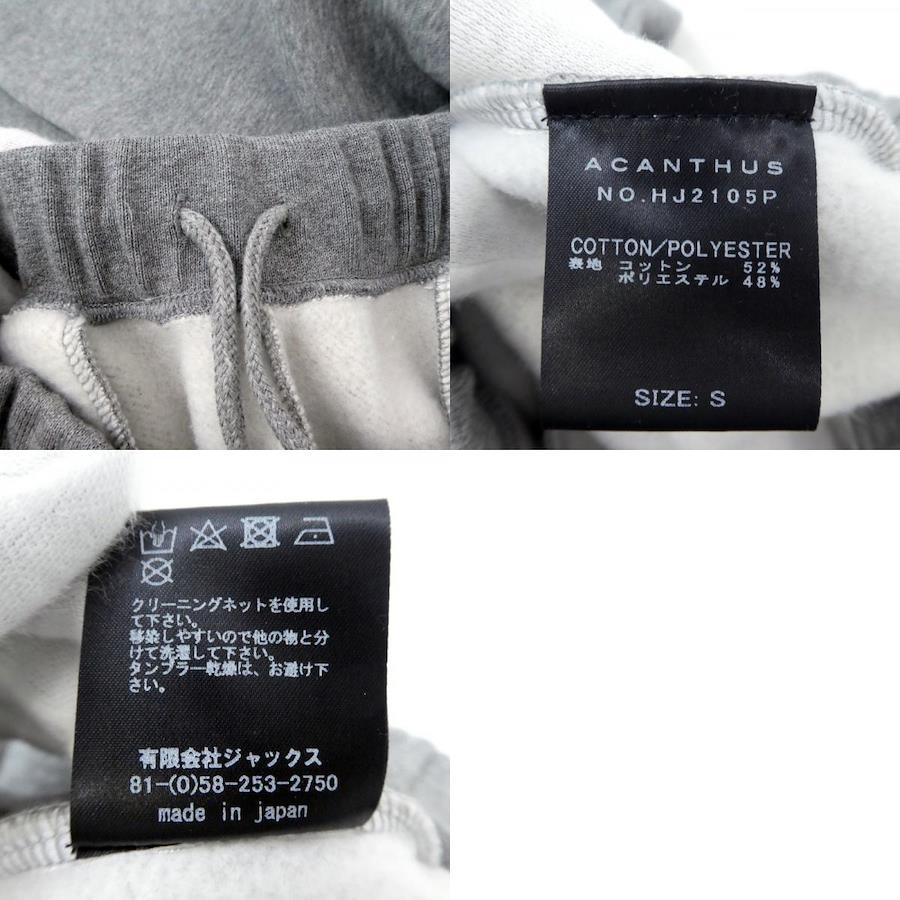 ACANTHUS
NO.HJ2105P
COTTON/POLYESTER
表地 コットン 52%
ポリエステル 48%
SIZE: S
クリーニングネットを使用し
て下さい。
移染しやすいので他の物と分
けて洗濯して下さい。
タンブラー乾燥は、お避け下
さい。
有限会社ジャックス
81-(0)58-253-2750
made in japan